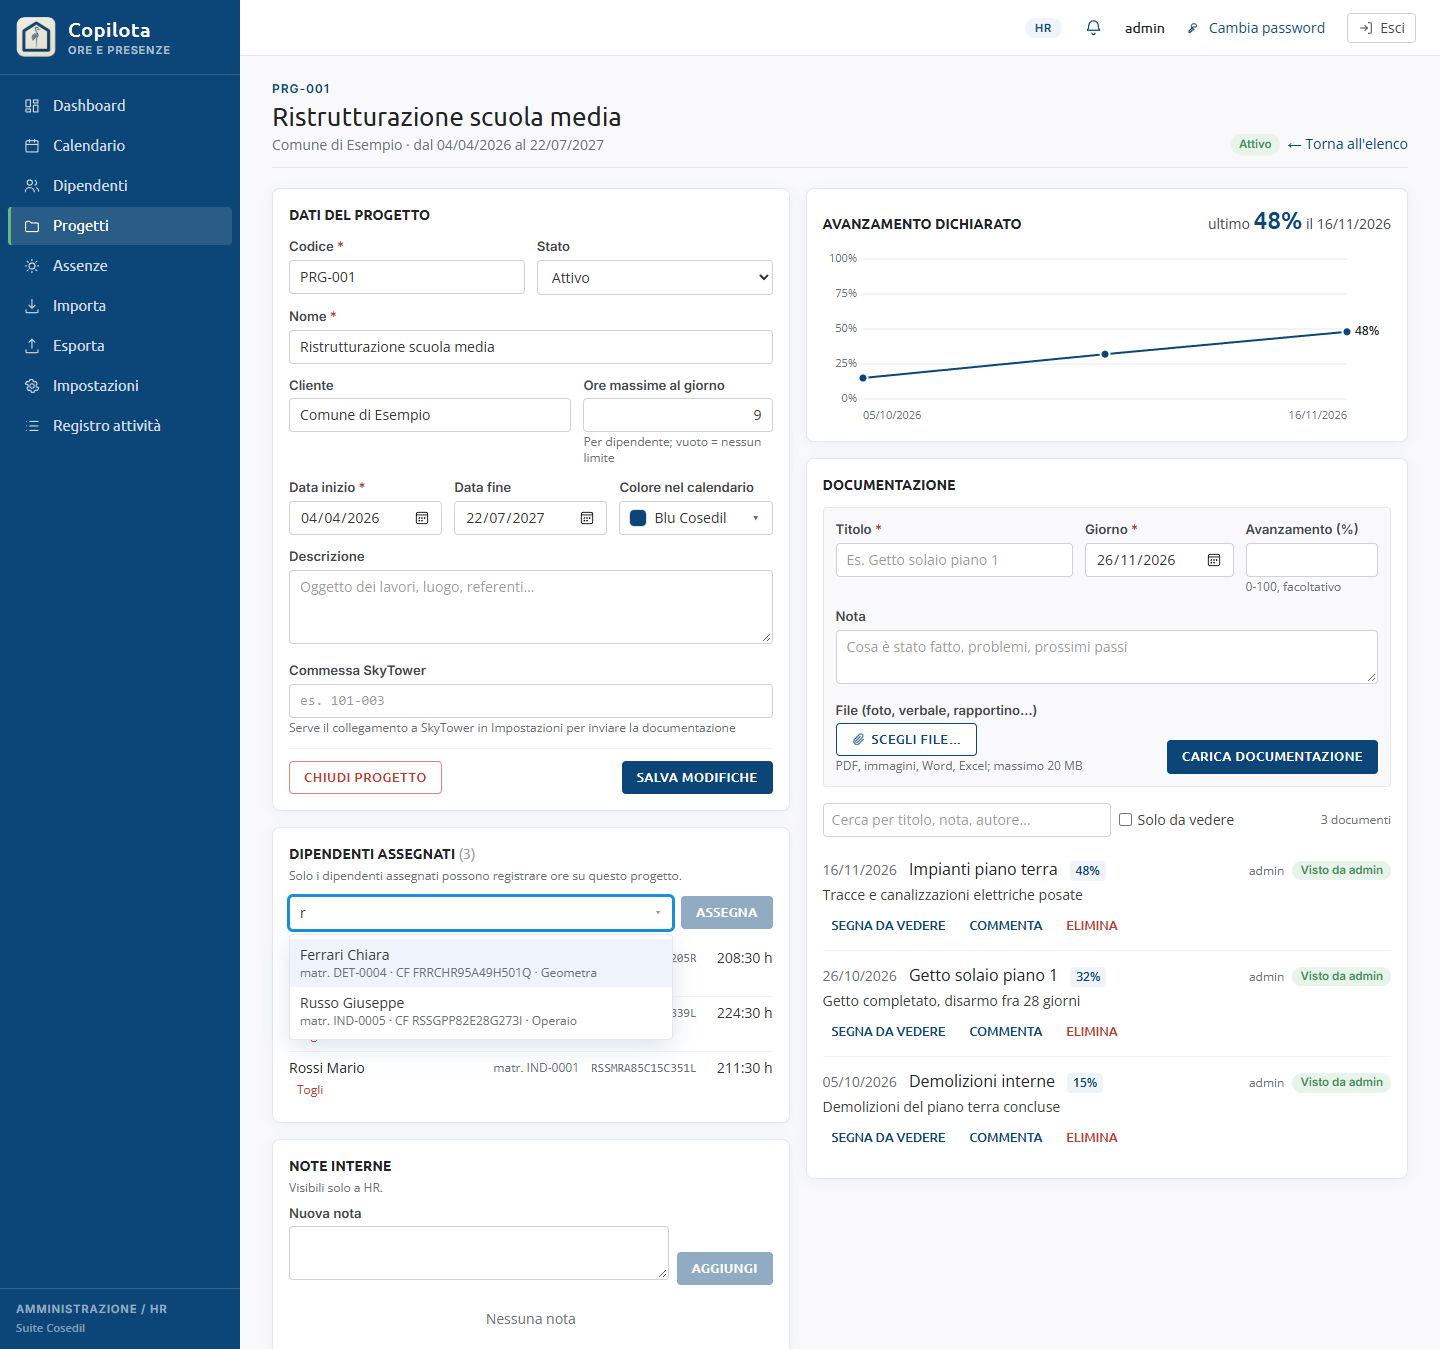 Copilota
ORE E PRESENZE
Dashboard
Calendario
Dipendenti
Progetti
Assenze
Importa
Esporta
Impostazioni
Registro attività
AMMINISTRAZIONE / HR
Suite Cosedil
HR
admin
Cambia password
Esci
PRG-001
Ristrutturazione scuola media
Comune di Esempio · dal 04/04/2026 al 22/07/2027
Attivo
← Torna all'elenco
DATI DEL PROGETTO
Codice *
Stato
PRG-001
Attivo
Nome *
Ristrutturazione scuola media
Cliente
Ore massime al giorno
Comune di Esempio
9
Per dipendente; vuoto = nessun
limite
Data inizio *
Data fine
Colore nel calendario
04/04/2026
22/07/2027
Blu Cosedil
Descrizione
Oggetto dei lavori, luogo, referenti...
Commessa SkyTower
es. 101-003
Serve il collegamento a SkyTower in Impostazioni per inviare la documentazione
CHIUDI PROGETTO
SALVA MODIFICHE
DIPENDENTI ASSEGNATI (3)
Solo i dipendenti assegnati possono registrare ore su questo progetto.
r
ASSEGNA
Ferrari Chiara
matr. DET-0004 · CF FRRCHR95A49H501Q · Geometra
Russo Giuseppe
matr. IND-0005 · CF RSSGPP82E28G273I · Operaio
205R 208:30 h
839L 224:30 h
Rossi Mario
matr. IND-0001 RSSMRA85C15C351L 211:30 h
Togli
NOTE INTERNE
Visibili solo a HR.
Nuova nota
AGGIUNGI
Nessuna nota
AVANZAMENTO DICHIARATO
ultimo 48% il 16/11/2026
100%
75%
50%
25%
0%
48%
05/10/2026
16/11/2026
DOCUMENTAZIONE
Titolo *
Giorno *
Avanzamento (%)
Es. Getto solaio piano 1
26/11/2026
0-100, facoltativo
Nota
Cosa è stato fatto, problemi, prossimi passi
File (foto, verbale, rapportino...)
SCEGLI FILE...
PDF, immagini, Word, Excel; massimo 20 MB
CARICA DOCUMENTAZIONE
Cerca per titolo, nota, autore...
Solo da vedere
3 documenti
16/11/2026 Impianti piano terra 48%
admin Visto da admin
Tracce e canalizzazioni elettriche posate
SEGNA DA VEDERE COMMENTA ELIMINA
26/10/2026 Getto solaio piano 1 32%
admin Visto da admin
Getto completato, disarmo fra 28 giorni
SEGNA DA VEDERE COMMENTA ELIMINA
05/10/2026 Demolizioni interne 15%
admin Visto da admin
Demolizioni del piano terra concluse
SEGNA DA VEDERE COMMENTA ELIMINA